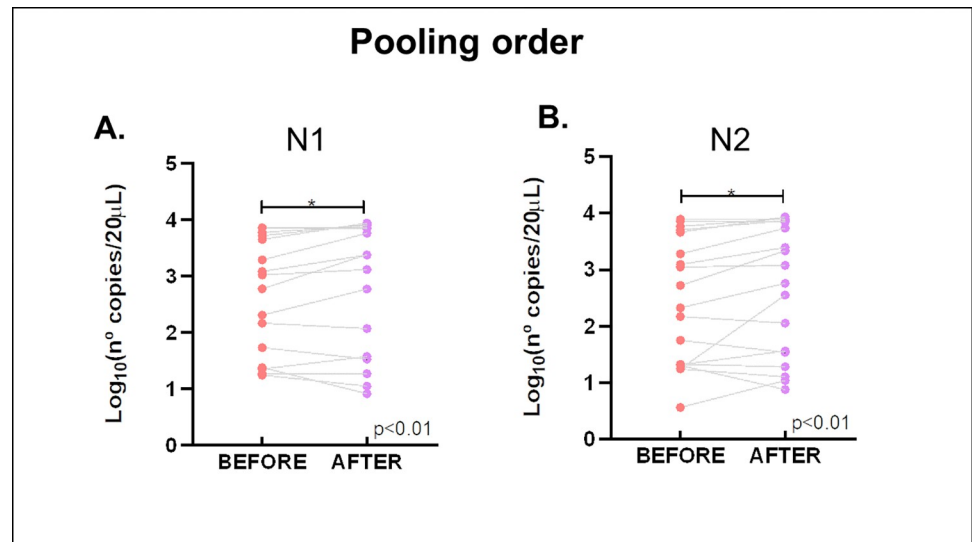 Pooling order
A.
N1
Log10(nº copies/20µL)
5
4
3
2
1
0
*
p<0.01
BEFORE AFTER
B.
N2
Log10(nº copies/20µL)
5
4
3
2
1
0
*
p<0.01
BEFORE AFTER